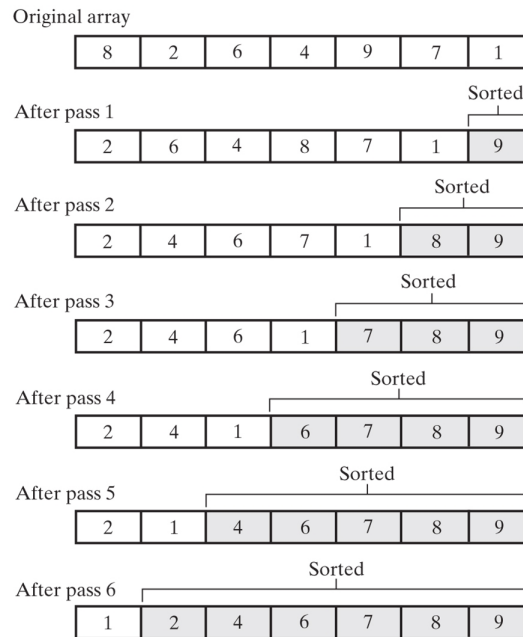 Original array
8 2 6 4 9 7 1
Sorted
After pass 1
2 6 4 8 7 1 9
Sorted
After pass 2
2 4 6 7 1 8 9
Sorted
After pass 3
2 4 6 1 7 8 9
Sorted
After pass 4
2 4 1 6 7 8 9
Sorted
After pass 5
2 1 4 6 7 8 9
Sorted
After pass 6
1 2 4 6 7 8 9